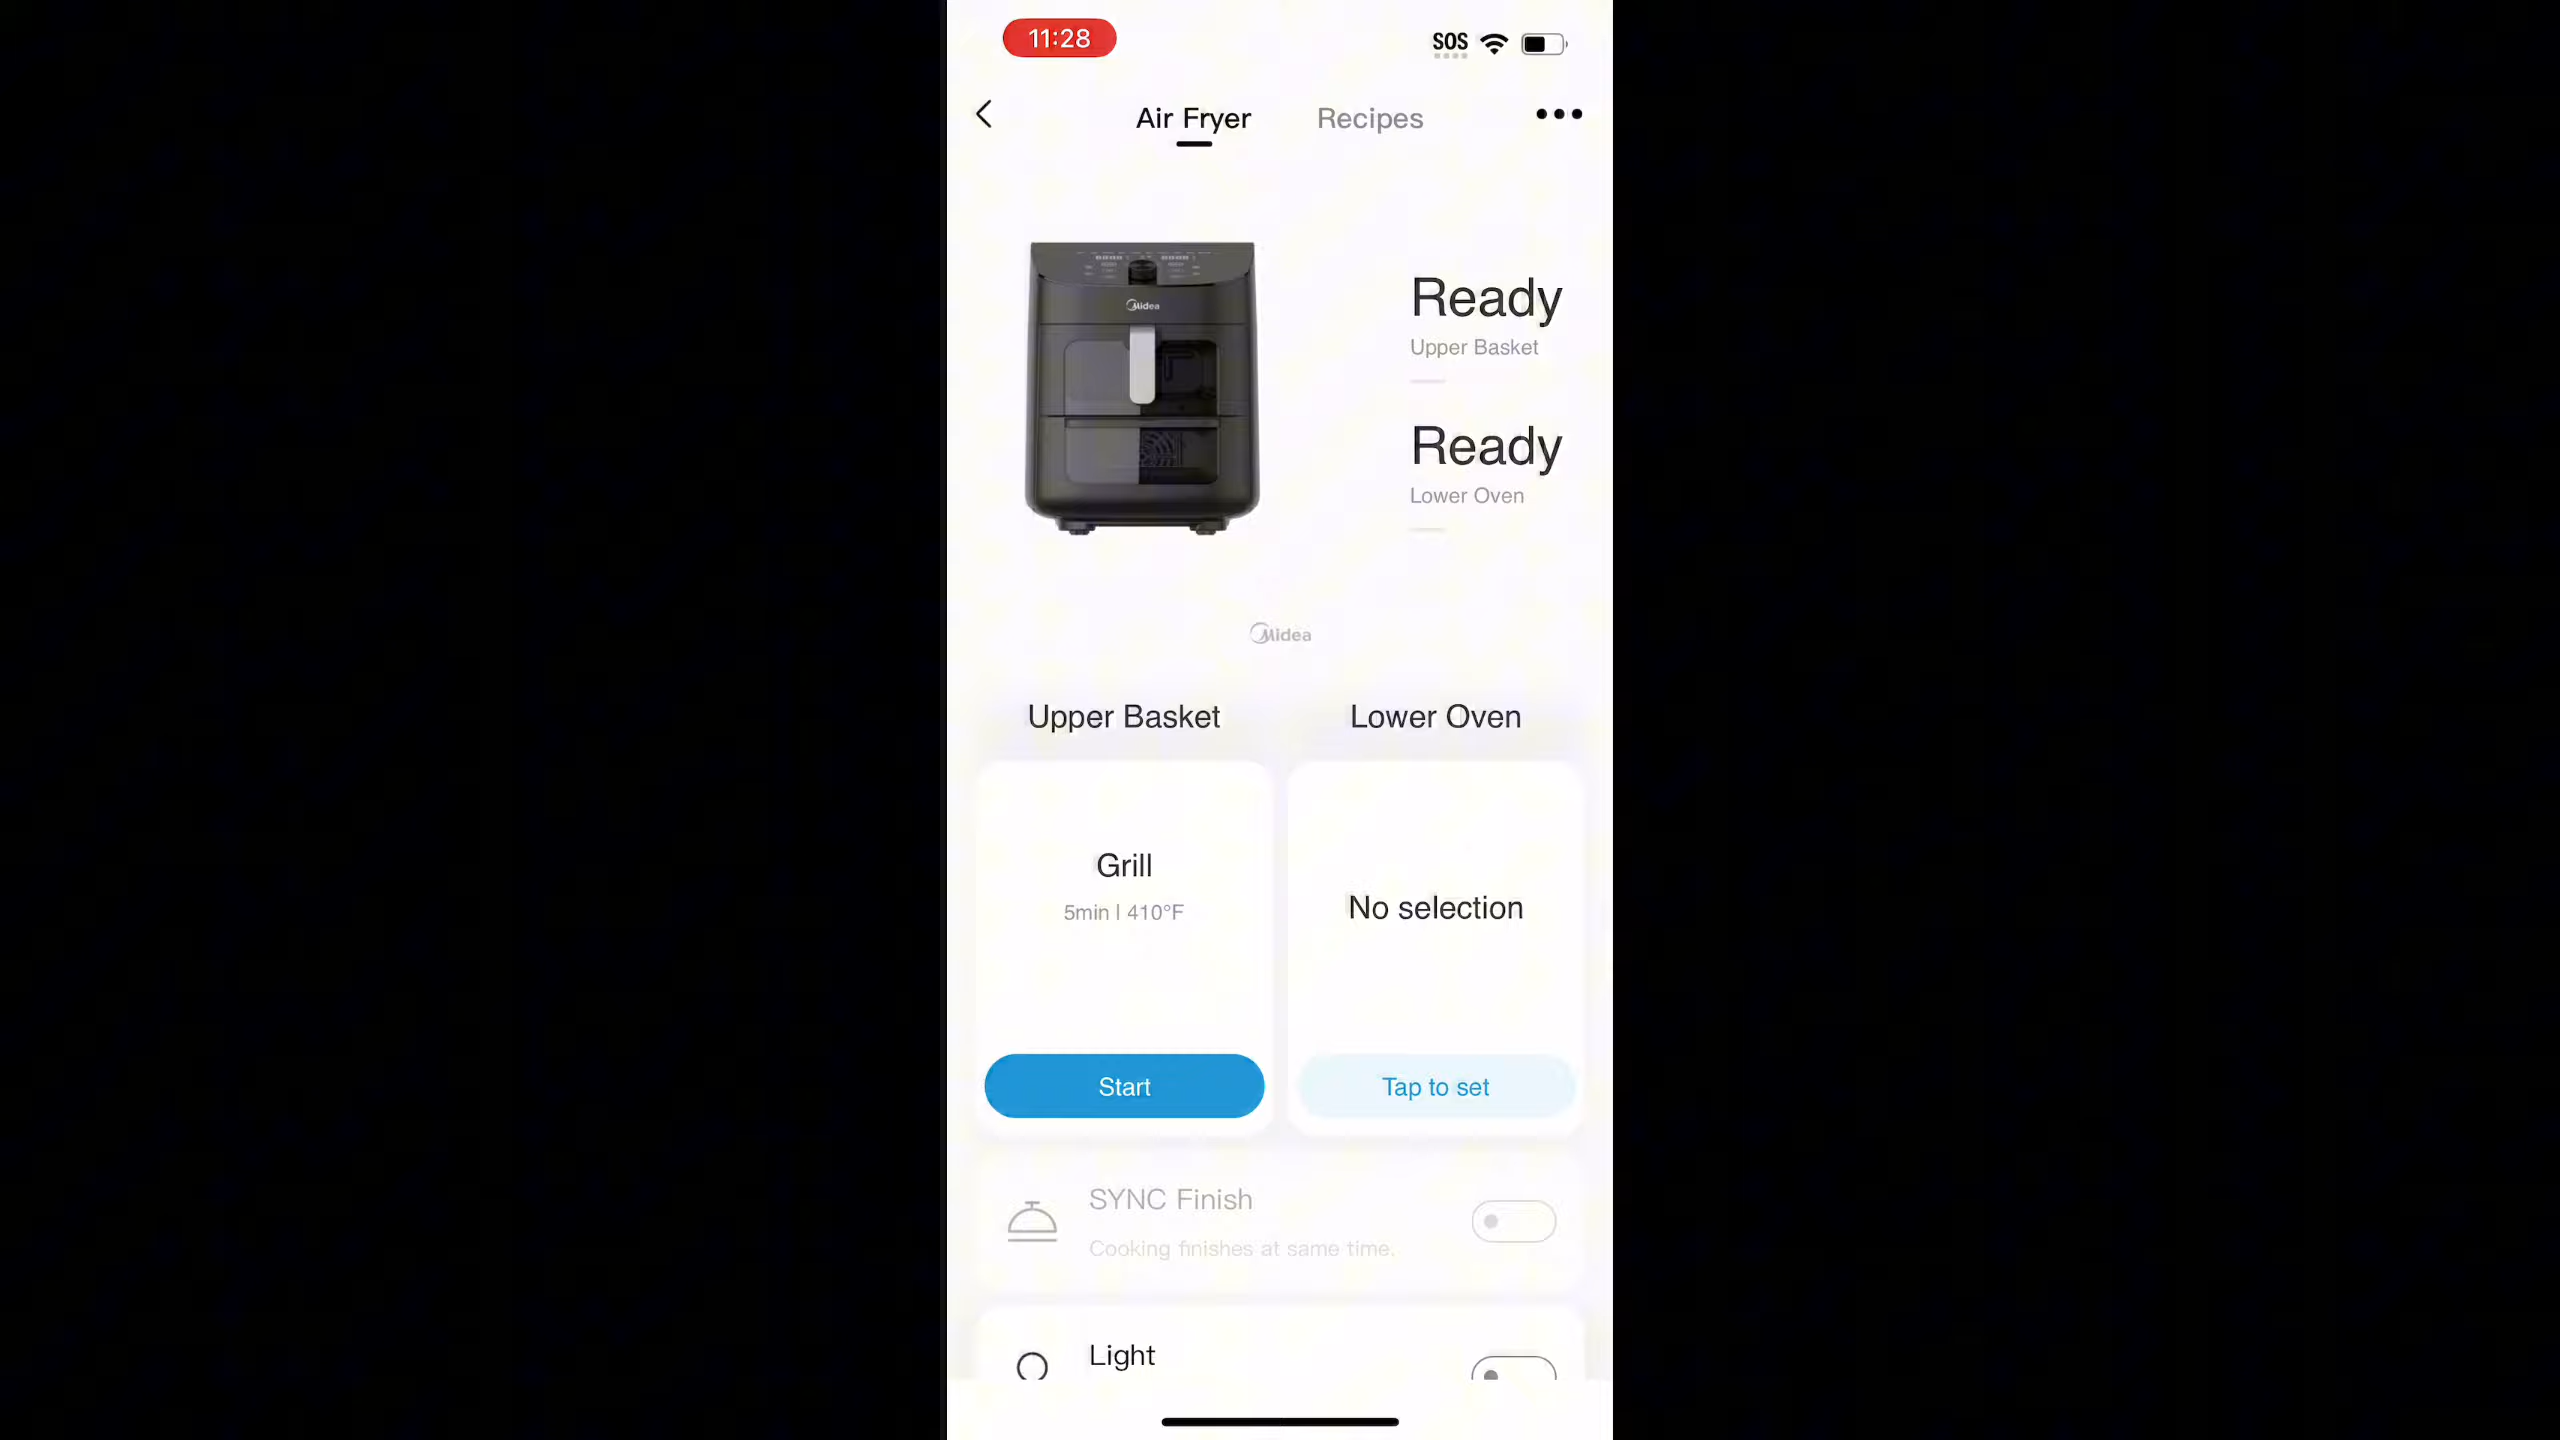 11:28
SOS
Air Fryer
Recipes
Midea
Ready
Upper Basket
Ready
Lower Oven
Midea
Upper Basket
Lower Oven
Grill
5min | 410°F
No selection
Start
Tap to set
SYNC Finish
Cooking finishes at same time.
Light